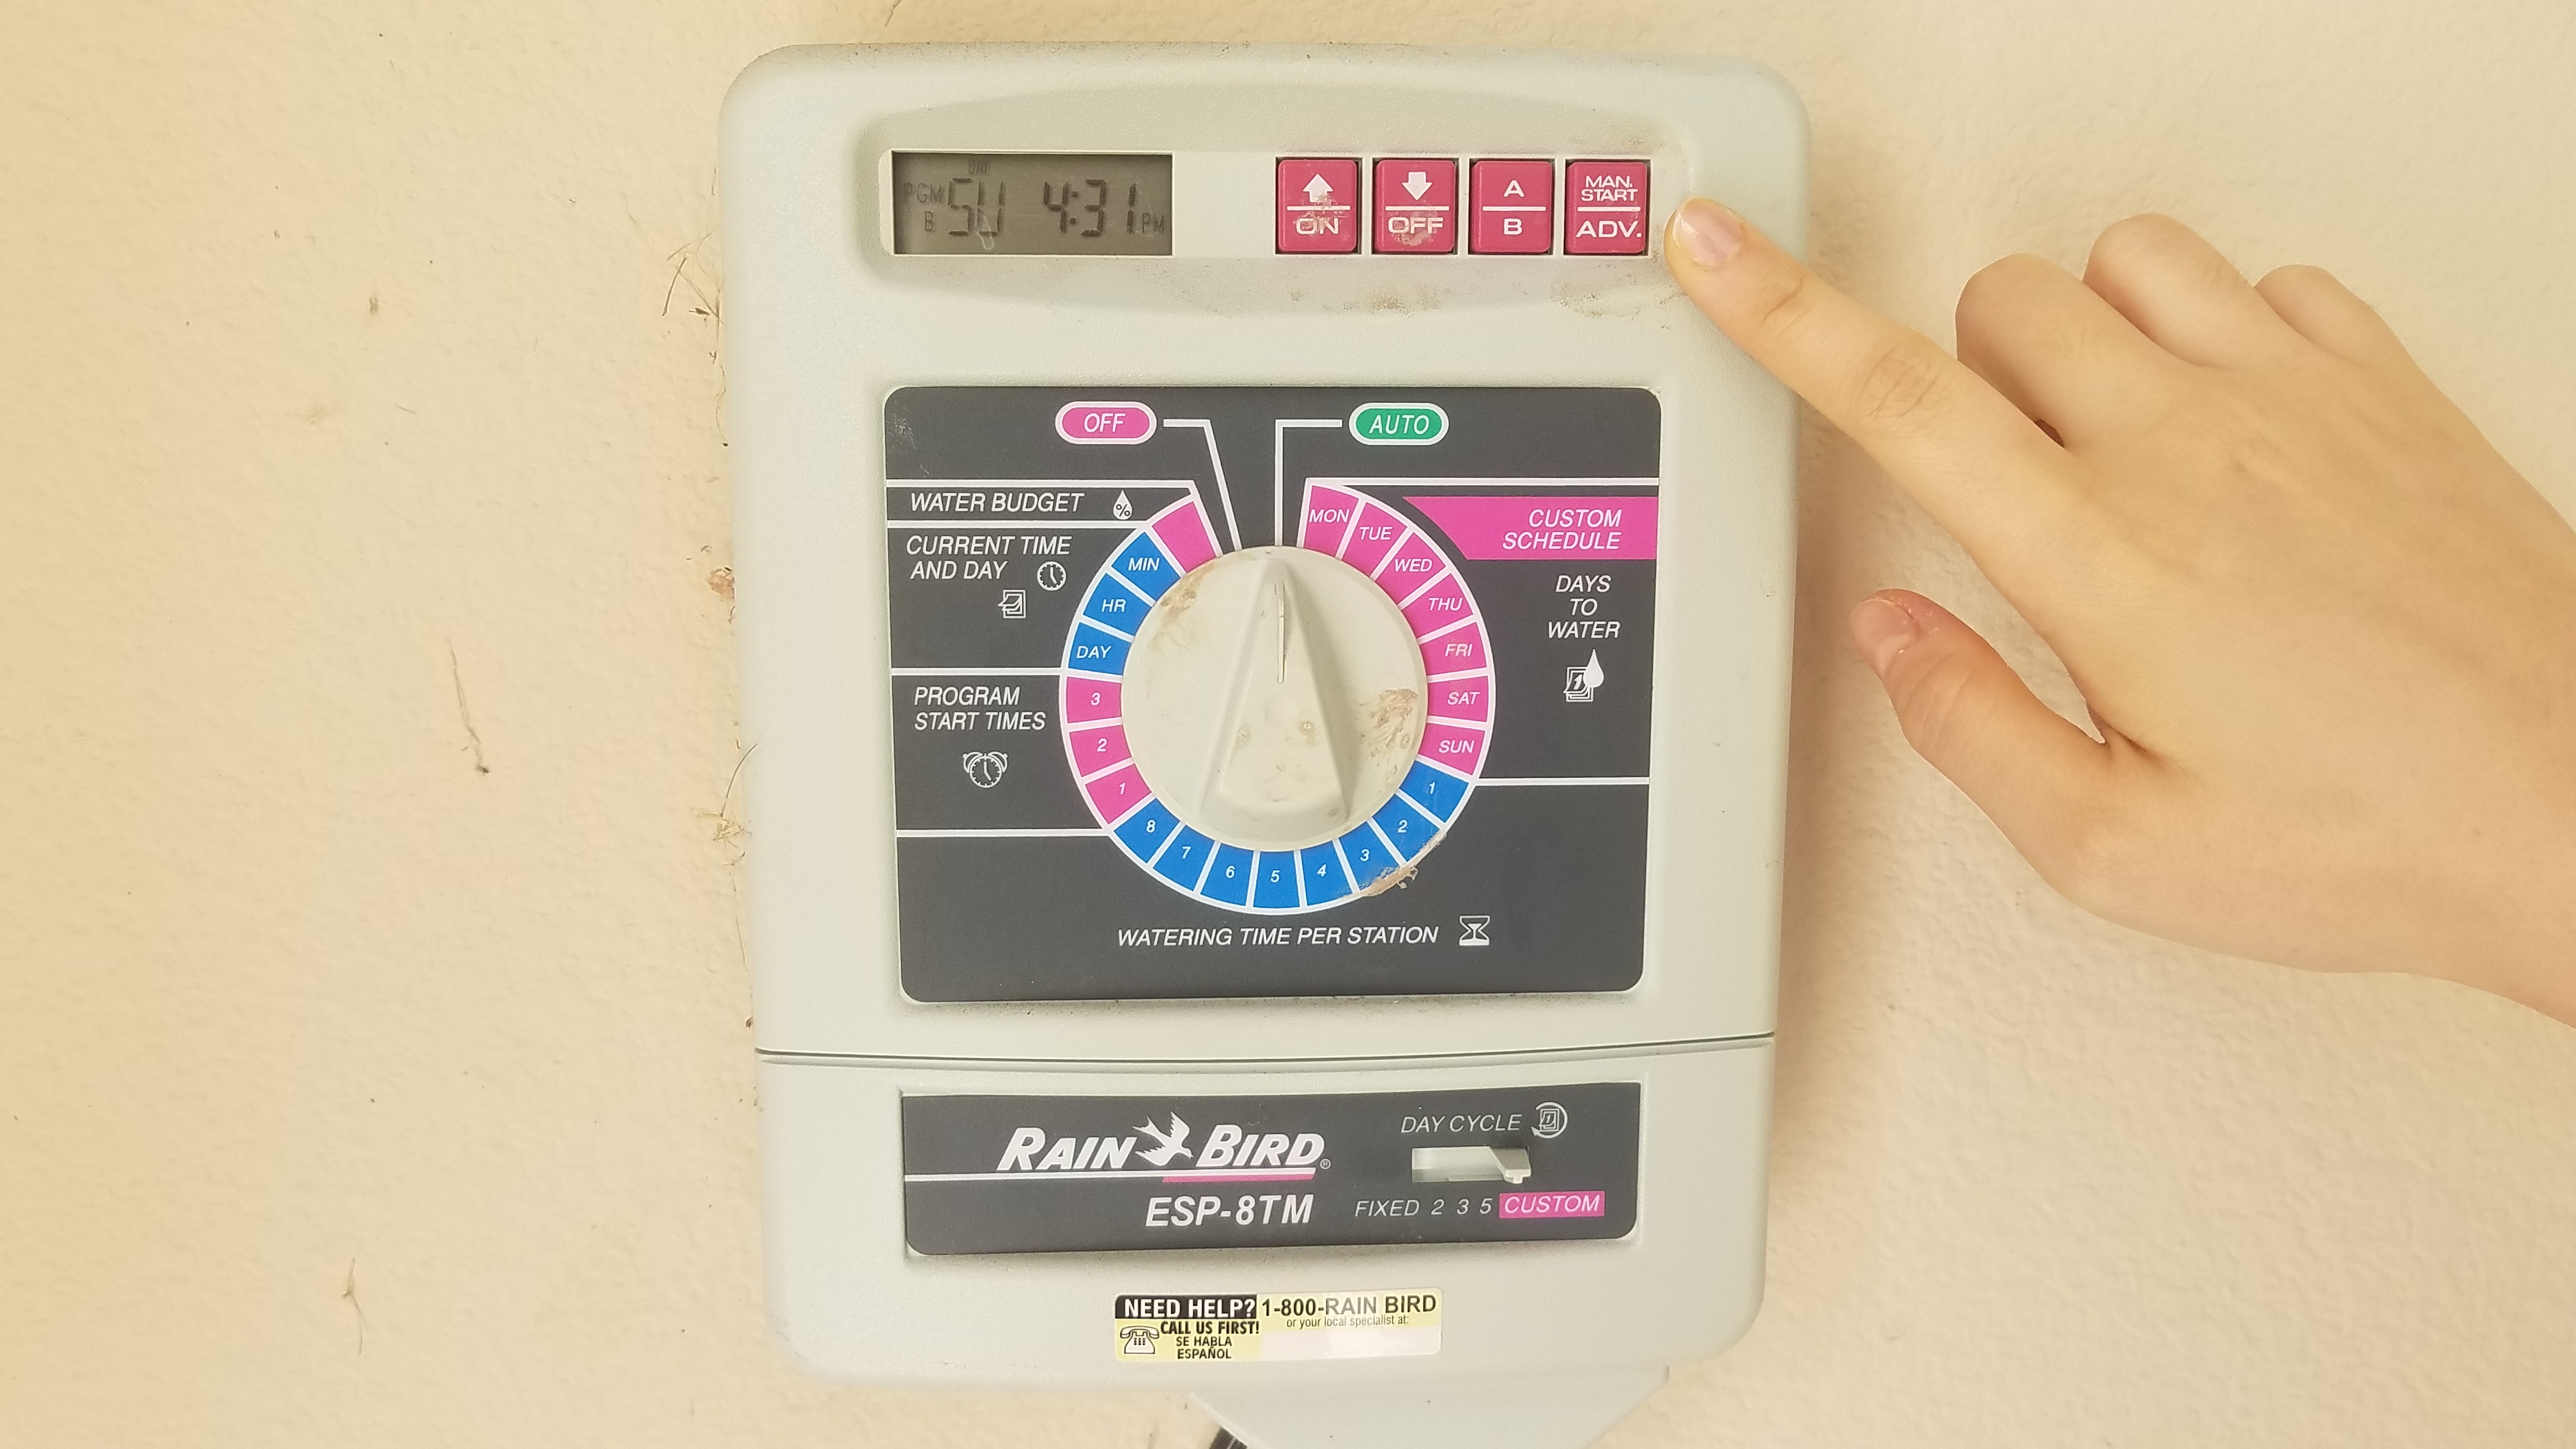 DAY
PGM SU 4:31 PM
B
ON
OFF
A
B
MAN.
START
ADV.
OFF
AUTO
WATER BUDGET %
CURRENT TIME
AND DAY
MIN
HR
DAY
PROGRAM
START TIMES
3
2
1
MON
TUE
WED
THU
FRI
SAT
SUN
CUSTOM
SCHEDULE
DAYS
TO
WATER
1
1
2
3
4
5
6
7
8
WATERING TIME PER STATION
RAIN BIRD®
ESP-8TM
DAY CYCLE 1
FIXED 2 3 5 CUSTOM
NEED HELP? 1-800-RAIN BIRD
or your local specialist at:
CALL US FIRST!
SE HABLA
ESPAÑOL